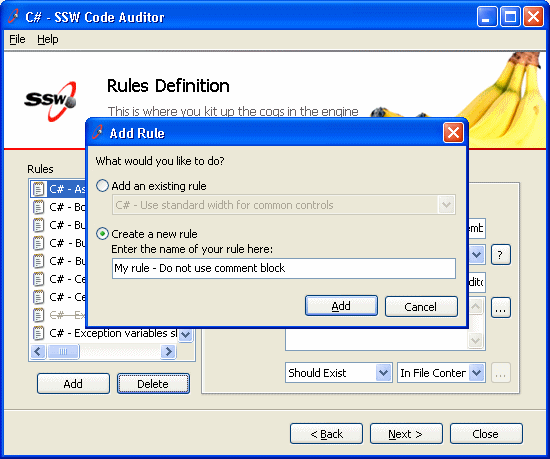 C# - SSW Code Auditor
File Help
SSW
Rules Definition
This is where you kit up the cogs in the engine
Add Rule
What would you like to do?
Add an existing rule
C# - Use standard width for common controls
Create a new rule
Enter the name of your rule here:
My rule - Do not use comment block
Add Cancel
Rules
C# - As
C# - Bo
C# - Bu
C# - Bu
C# - Ce
C# - Ce
C# - Ex
C# - Exception variables sl
?
...
Should Exist In File Conter ...
Add Delete
< Back Next > Close